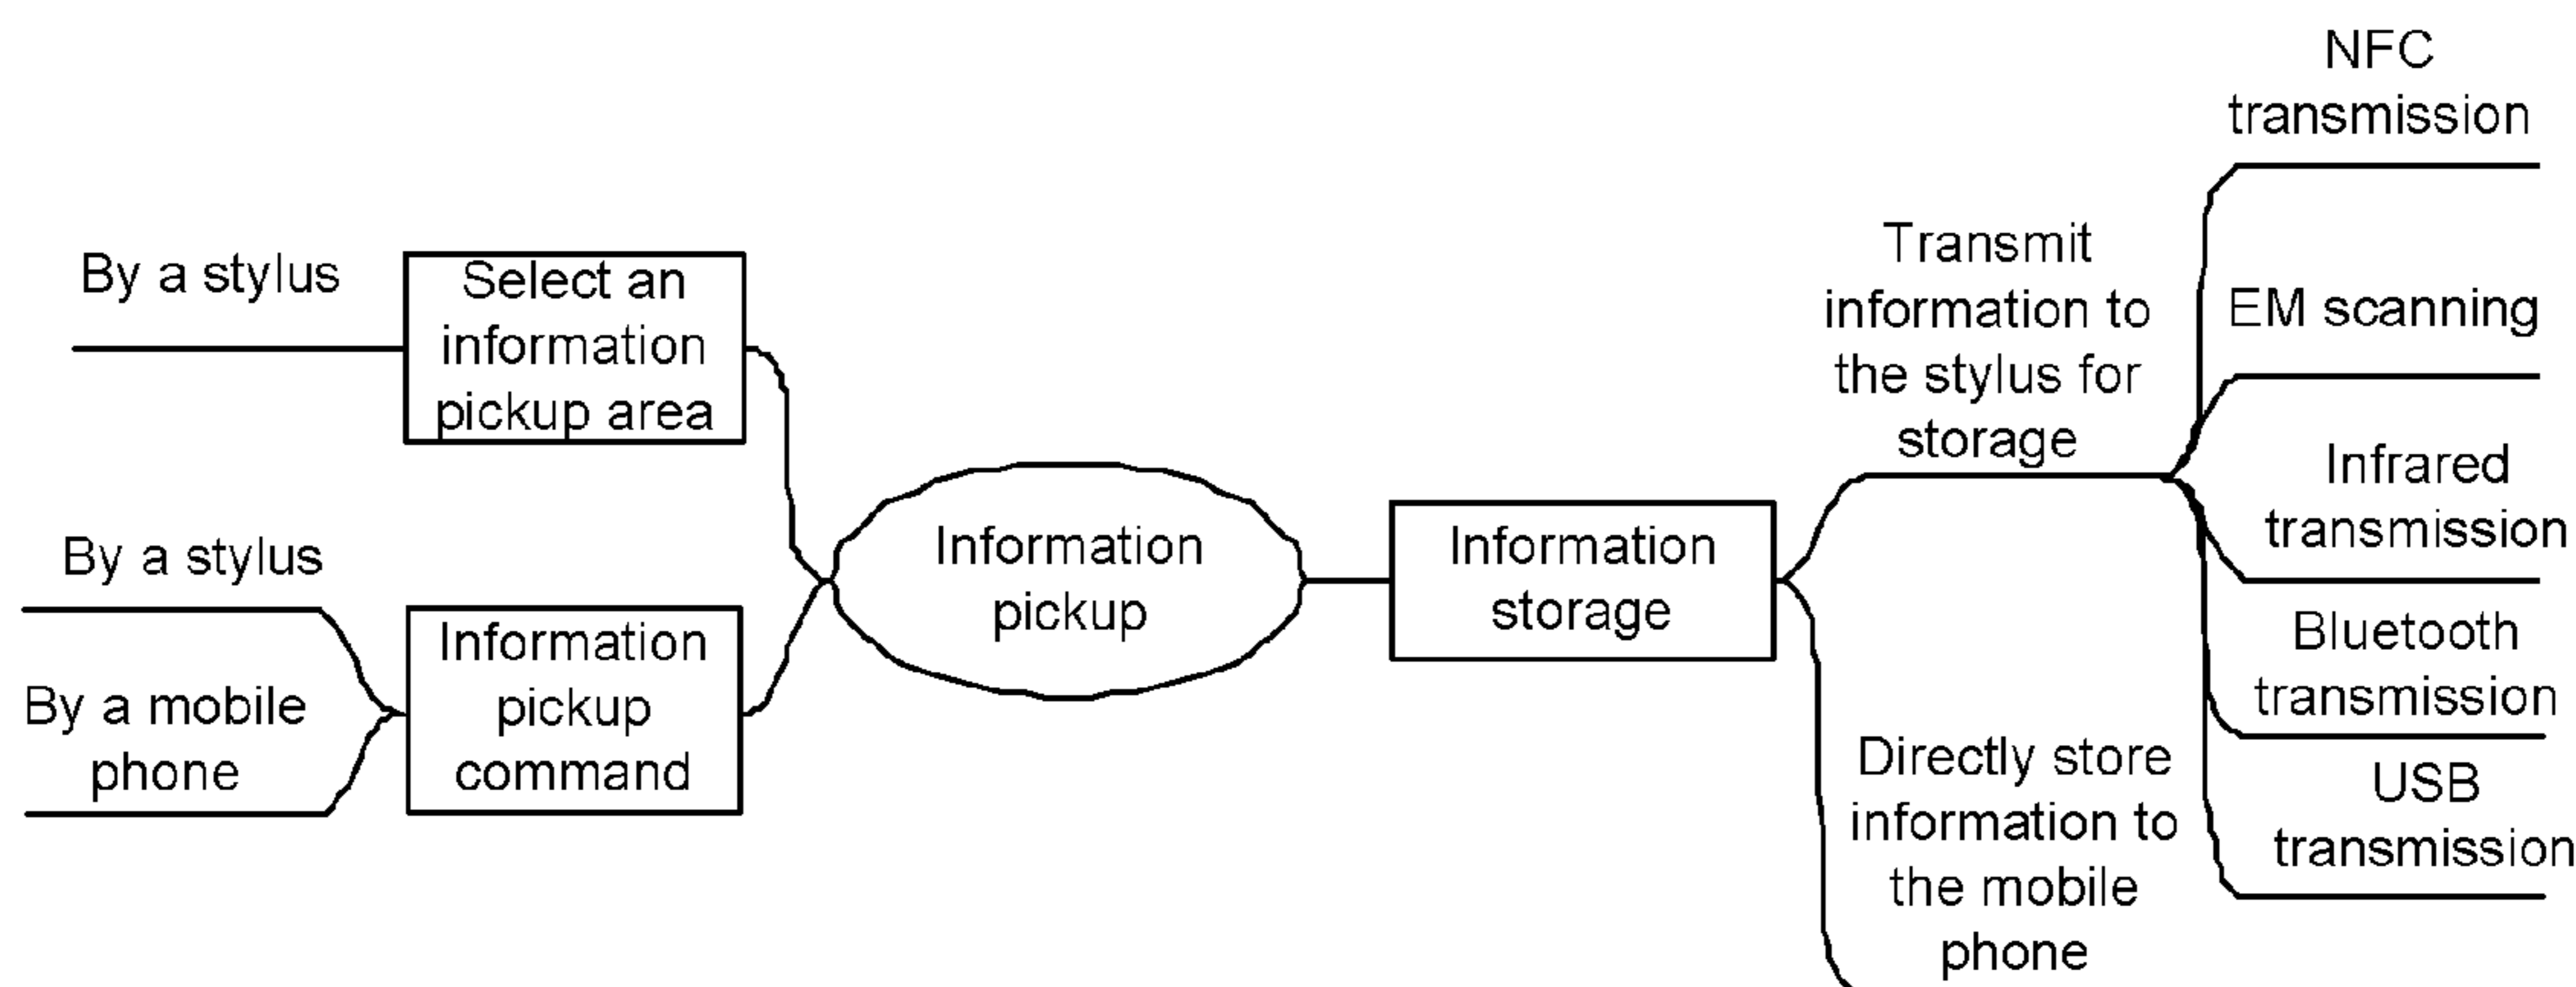 By a stylus
Select an
information
pickup area
By a stylus
By a mobile
phone
Information
pickup
command
Information
pickup
Information
storage
Transmit
information to
the stylus for
storage
Directly store
information to
the mobile
phone
NFC
transmission
EM scanning
Infrared
transmission
Bluetooth
transmission
USB
transmission